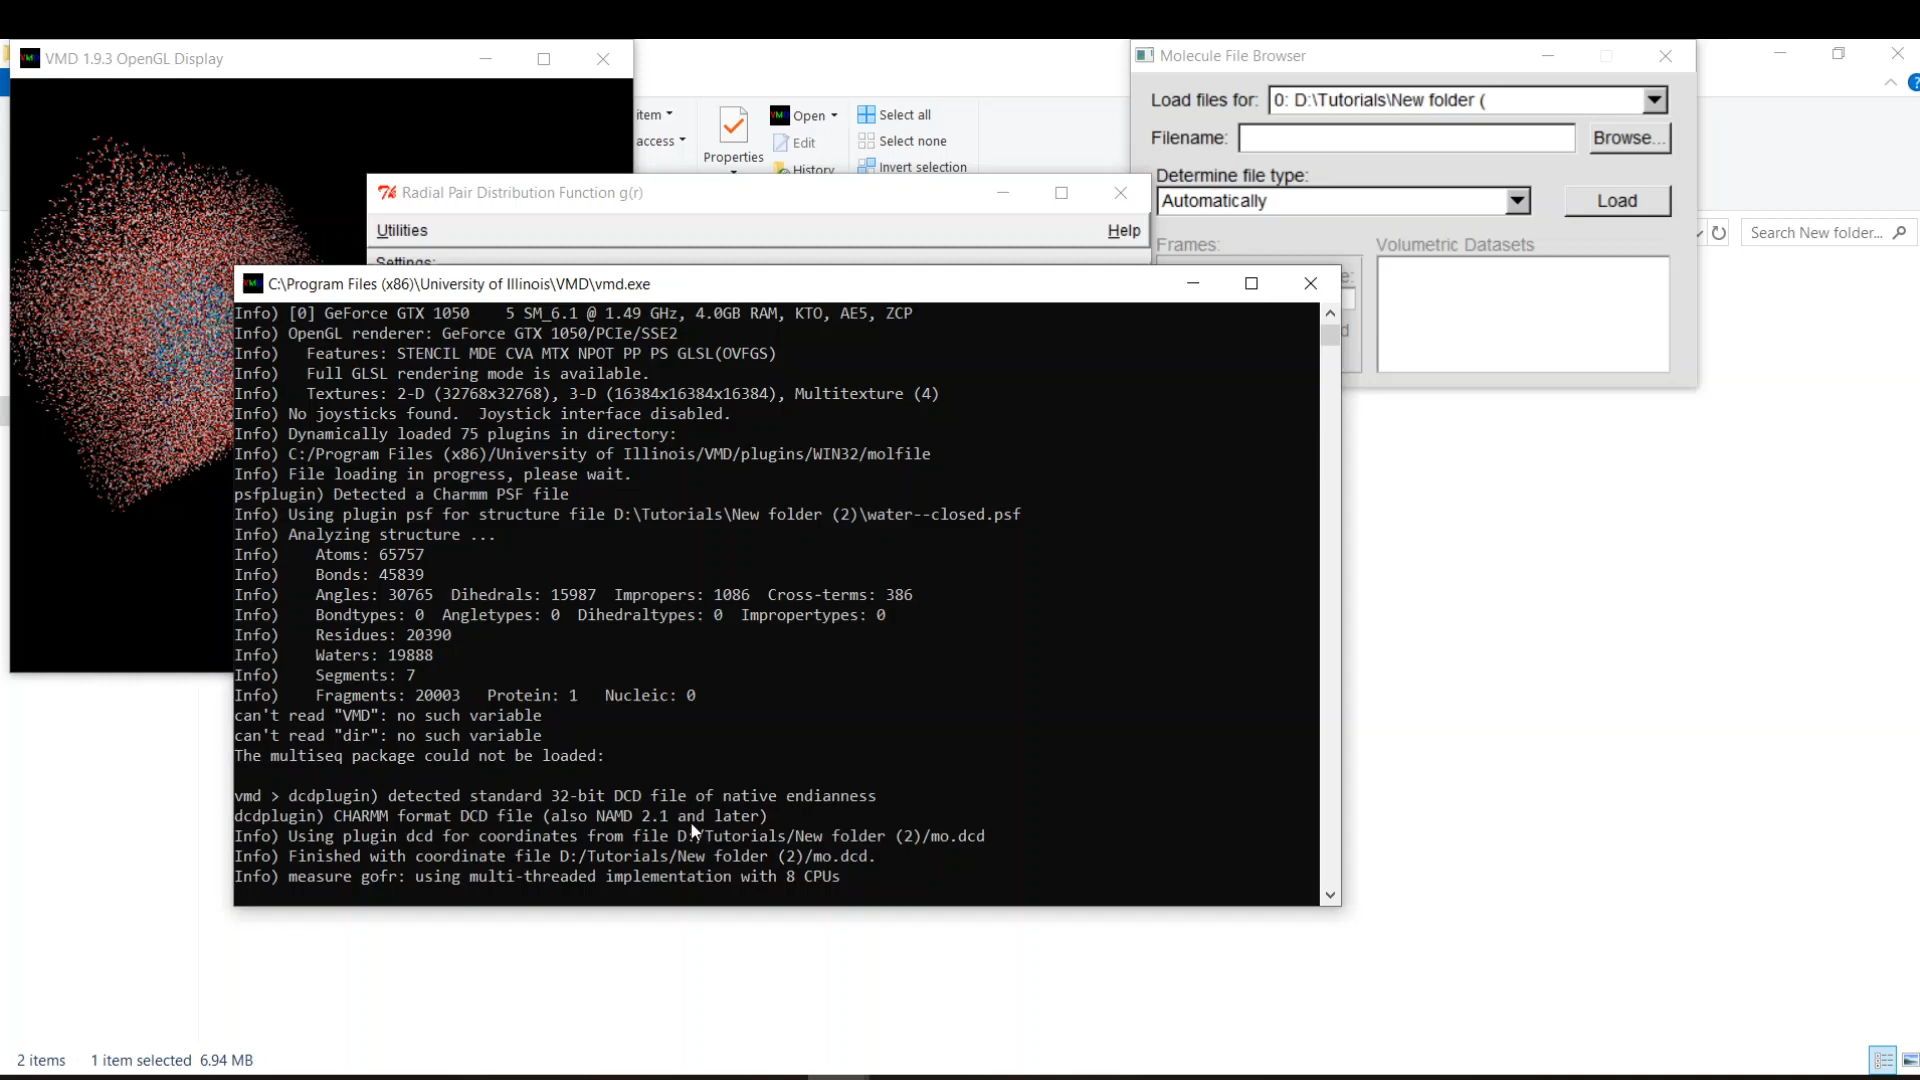 VMD 1.9.3 OpenGL Display
Molecule File Browser
Load files for: 0: D:\Tutorials\New folder (
Filename: Browse...
Determine file type:
Automatically Load
Frames: Volumetric Datasets
item
access
Properties
Open
Edit
History
Select all
Select none
Invert selection
Search New folder...
Radial Pair Distribution Function g(r)
Utilities Help
Settings:
C:\Program Files (x86)\University of Illinois\VMD\vmd.exe
Info) [0] GeForce GTX 1050    5 SM_6.1 @ 1.49 GHz, 4.0GB RAM, KTO, AE5, ZCP
Info) OpenGL renderer: GeForce GTX 1050/PCIe/SSE2
Info)   Features: STENCIL MDE CVA MTX NPOT PP PS GLSL(OVFGS)
Info)   Full GLSL rendering mode is available.
Info)   Textures: 2-D (32768x32768), 3-D (16384x16384x16384), Multitexture (4)
Info) No joysticks found.  Joystick interface disabled.
Info) Dynamically loaded 75 plugins in directory:
Info) C:/Program Files (x86)/University of Illinois/VMD/plugins/WIN32/molfile
Info) File loading in progress, please wait.
psfplugin) Detected a Charmm PSF file
Info) Using plugin psf for structure file D:\Tutorials\New folder (2)\water--closed.psf
Info) Analyzing structure ...
Info)    Atoms: 65757
Info)    Bonds: 45839
Info)    Angles: 30765  Dihedrals: 15987  Impropers: 1086  Cross-terms: 386
Info)    Bondtypes: 0  Angletypes: 0  Dihedraltypes: 0  Impropertypes: 0
Info)    Residues: 20390
Info)    Waters: 19888
Info)    Segments: 7
Info)    Fragments: 20003   Protein: 1   Nucleic: 0
can't read "VMD": no such variable
can't read "dir": no such variable
The multiseq package could not be loaded:
vmd > dcdplugin) detected standard 32-bit DCD file of native endianness
dcdplugin) CHARMM format DCD file (also NAMD 2.1 and later)
Info) Using plugin dcd for coordinates from file D:/Tutorials/New folder (2)/mo.dcd
Info) Finished with coordinate file D:/Tutorials/New folder (2)/mo.dcd.
Info) measure gofr: using multi-threaded implementation with 8 CPUs
2 items 1 item selected 6.94 MB